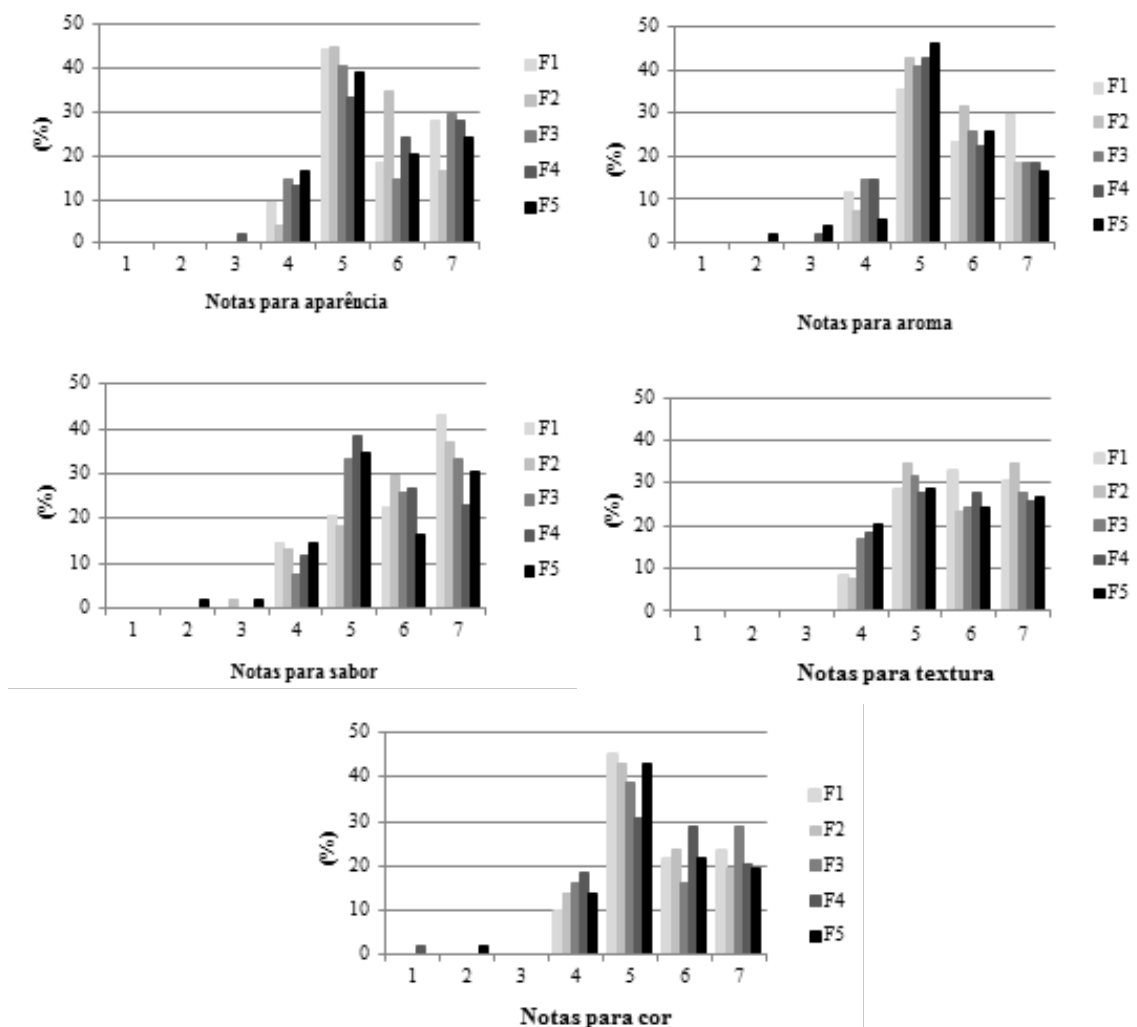 50
40
30
20
10
0
(%)
1 2 3 4 5 6 7
Notas para aparência
F1
F2
F3
F4
F5
50
40
30
20
10
0
(%)
1 2 3 4 5 6 7
Notas para aroma
F1
F2
F3
F4
F5
50
40
30
20
10
0
(%)
1 2 3 4 5 6 7
Notas para sabor
F1
F2
F3
F4
F5
50
40
30
20
10
0
(%)
1 2 3 4 5 6 7
Notas para textura
F1
F2
F3
F4
F5
50
40
30
20
10
0
(%)
1 2 3 4 5 6 7
Notas para cor
F1
F2
F3
F4
F5